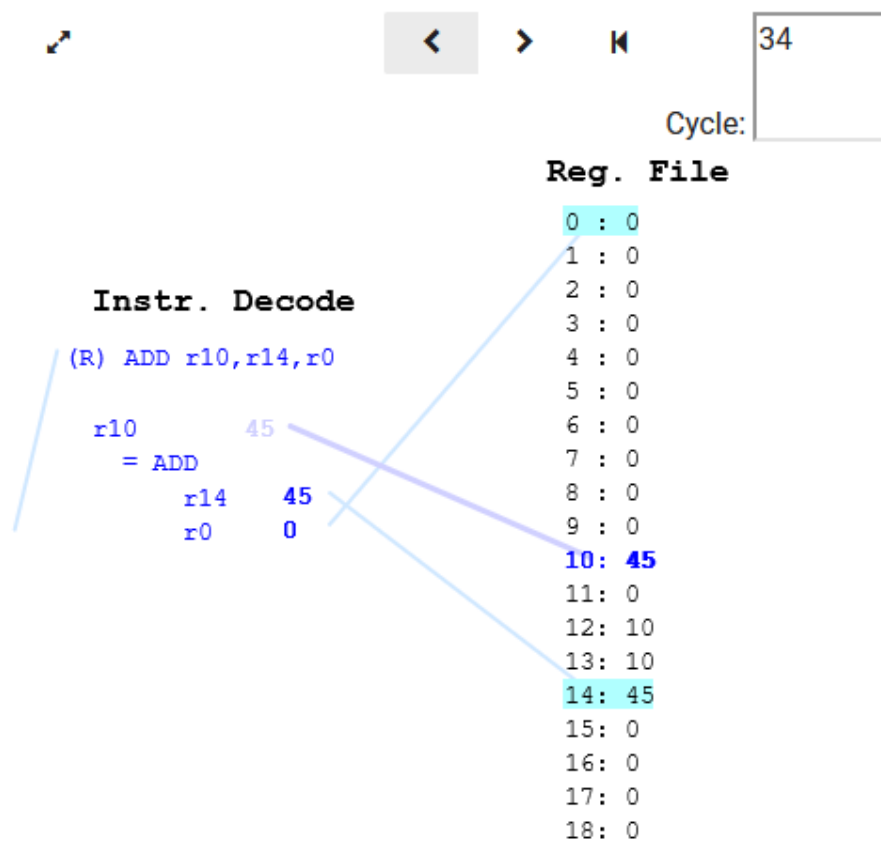 34
Cycle:
Reg. File
0 : 0
1 : 0
2 : 0
3 : 0
4 : 0
5 : 0
6 : 0
7 : 0
8 : 0
9 : 0
10: 45
11: 0
12: 10
13: 10
14: 45
15: 0
16: 0
17: 0
18: 0
Instr. Decode
(R) ADD r10,r14,r0
r10 45
= ADD
r14 45
r0 0